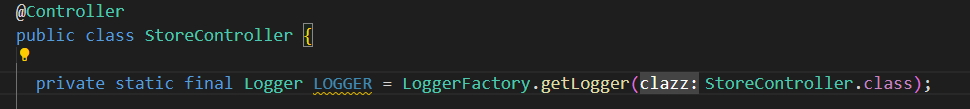 @Controller
public class StoreController {
private static final Logger LOGGER = LoggerFactory.getLogger(clazz: StoreController.class);